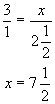 3/1 = x/2 1/2
x = 7 1/2